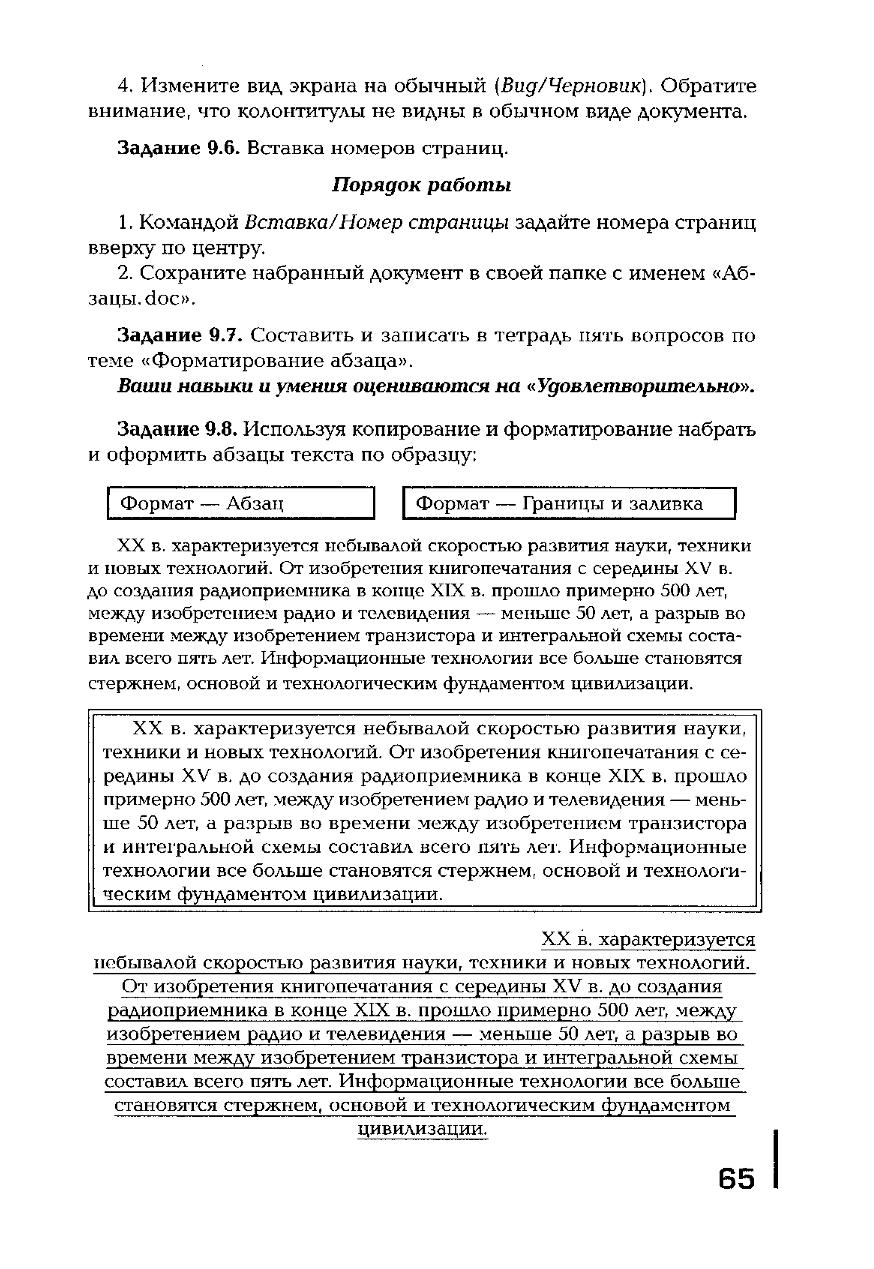 4. Измените вид экрана на обычный (Вид/Черновик). Обратите
внимание, что колонтитулы не видны в обычном виде документа.
Задание 9.6. Вставка номеров страниц.
Порядок работы
1. Командой Вставка/Номер страницы задайте номера страниц
вверху по центру.
2. Сохраните набранный документ в своей папке с именем «Аб-
зацы.doc».
Задание 9.7. Составить и записать в тетрадь пять вопросов по
теме «Форматирование абзаца».
Ваши навыки и умения оцениваются на «Удовлетворительно».
Задание 9.8. Используя копирование и форматирование набрать
и оформить абзацы текста по образцу:
Формат — Абзац
Формат — Границы и заливка
XX в. характеризуется небывалой скоростью развития науки, техники
и новых технологий. От изобретения книгопечатания с середины XV в.
до создания радиоприемника в конце XIX в. прошло примерно 500 лет,
между изобретением радио и телевидения — меньше 50 лет, а разрыв во
времени между изобретением транзистора и интегральной схемы соста-
вил всего пять лет. Информационные технологии все больше становятся
стержнем, основой и технологическим фундаментом цивилизации.
XX в. характеризуется небывалой скоростью развития науки,
техники и новых технологий. От изобретения книгопечатания с се-
редины XV в. до создания радиоприемника в конце XIX в. прошло
примерно 500 лет, между изобретением радио и телевидения — мень-
ше 50 лет, а разрыв во времени между изобретением транзистора
и интегральной схемы составил всего пять лет. Информационные
технологии все больше становятся стержнем, основой и технологи-
ческим фундаментом цивилизации.
XX в. характеризуется
небывалой скоростью развития науки, техники и новых технологий.
От изобретения книгопечатания с середины XV в. до создания
радиоприемника в конце XIX в. прошло примерно 500 лет, между
изобретением радио и телевидения — меньше 50 лет, а разрыв во
времени между изобретением транзистора и интегральной схемы
составил всего пять лет. Информационные технологии все больше
становятся стержнем, основой и технологическим фундаментом
цивилизации.
65